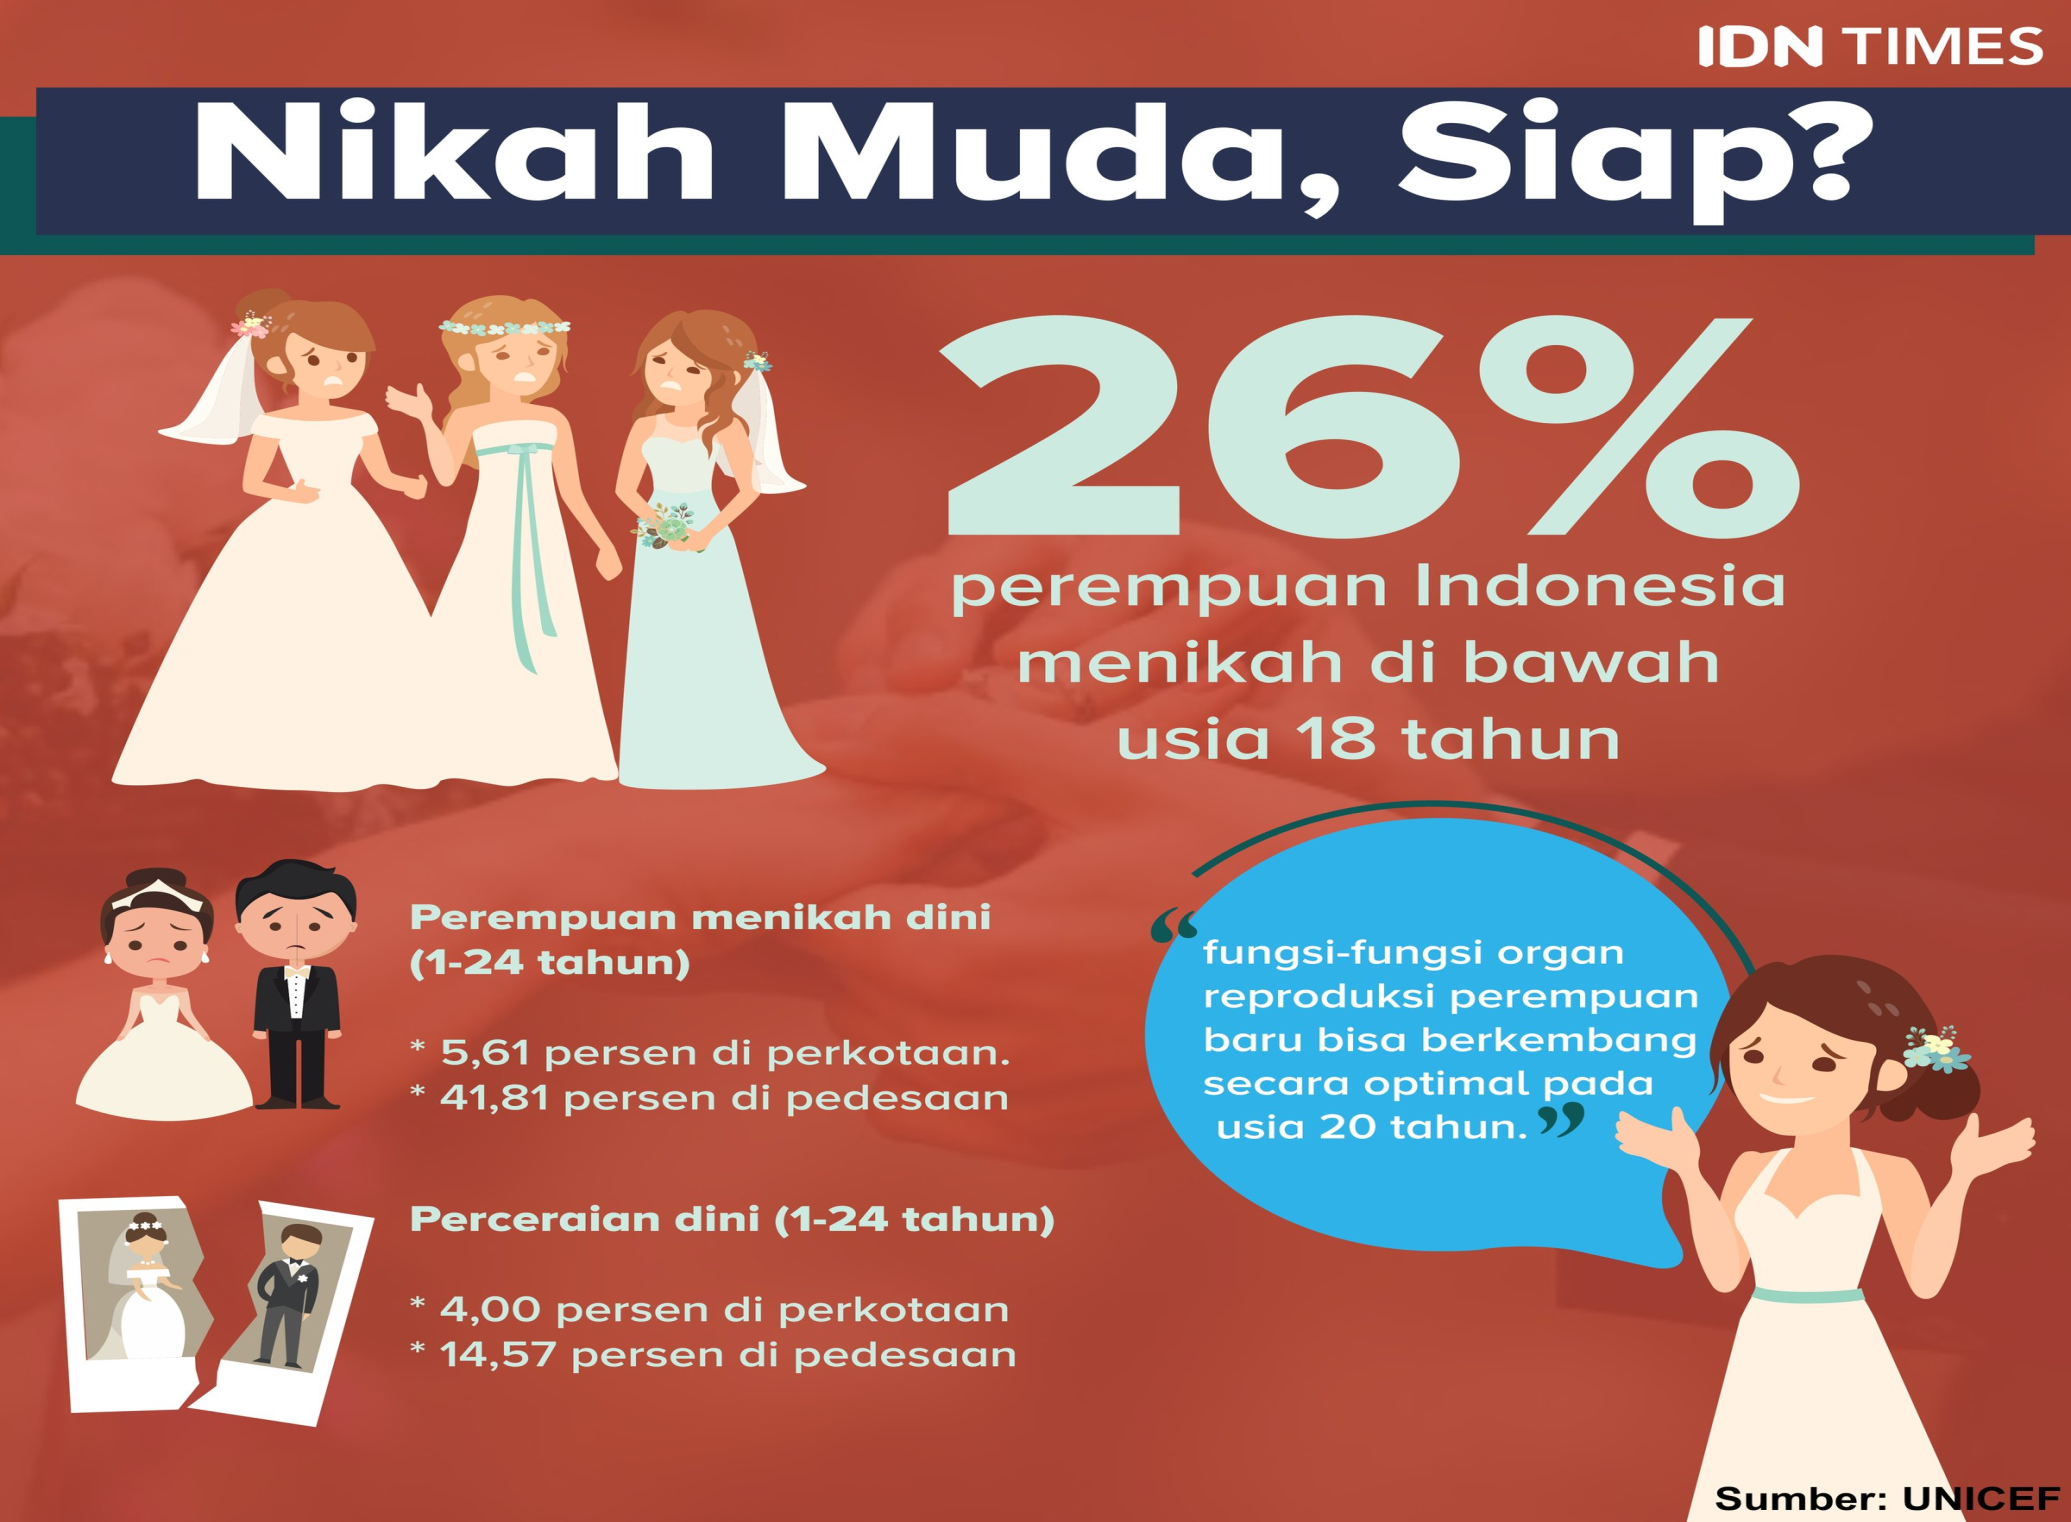 IDN TIMES
Nikah Muda, Siap?
26%
perempuan Indonesia
menikah di bawah
usia 18 tahun
Perempuan menikah dini
(1-24 tahun)
* 5,61 persen di perkotaan.
* 41,81 persen di pedesaan
Perceraian dini (1-24 tahun)
* 4,00 persen di perkotaan
* 14,57 persen di pedesaan
“fungsi-fungsi organ
reproduksi perempuan
baru bisa berkembang
secara optimal pada
usia 20 tahun.”
Sumber: UNICEF